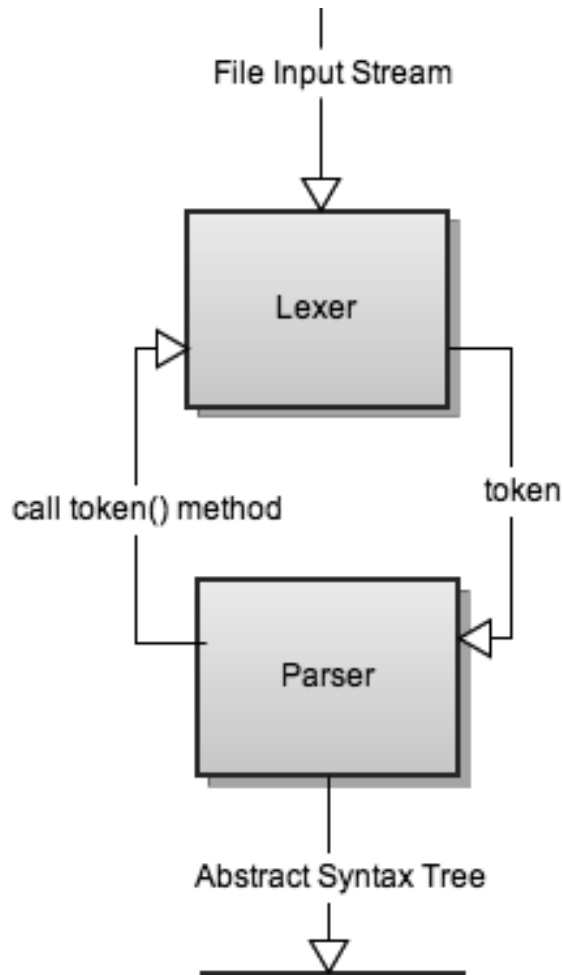 File Input Stream
Lexer
call token() method
token
Parser
Abstract Syntax Tree